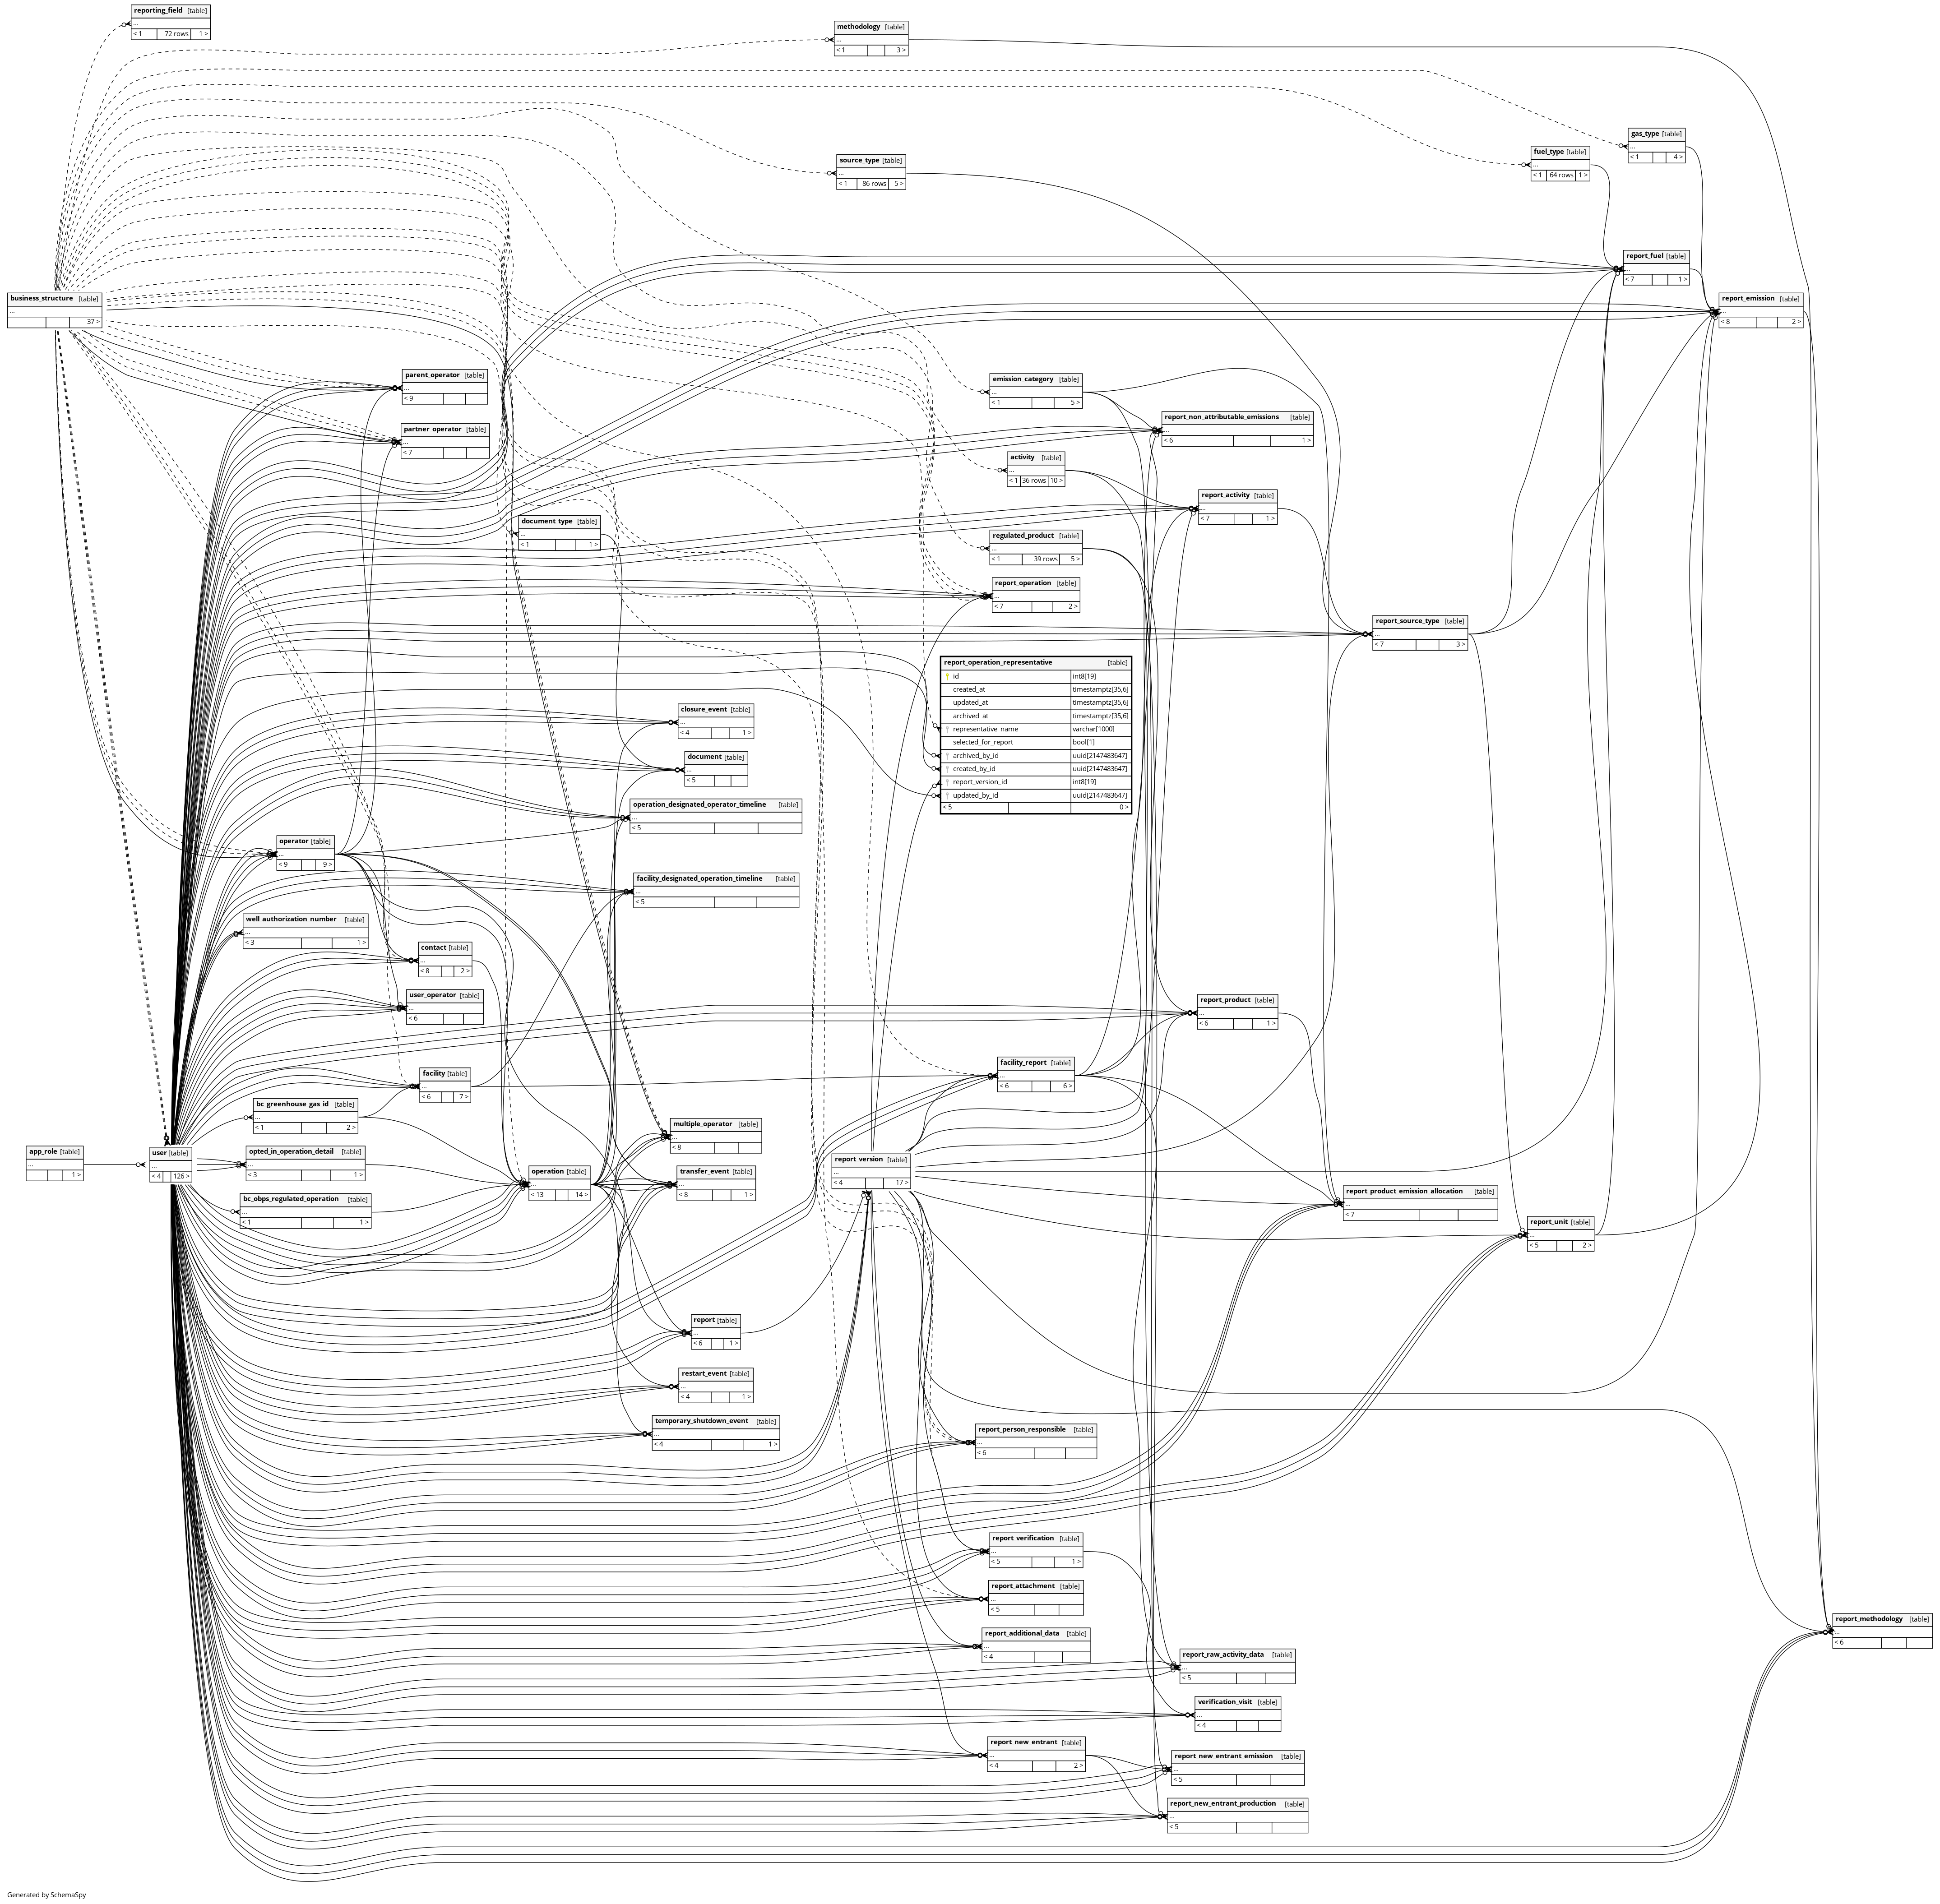 reporting_field [table]
...
< 1 72 rows 1 >
methodology [table]
...
< 1 3 >
gas_type [table]
...
< 1 4 >
fuel_type [table]
...
< 1 64 rows 1 >
source_type [table]
...
< 1 86 rows 5 >
report_fuel [table]
...
< 7 1 >
business_structure [table]
...
37 >
report_emission [table]
...
< 8 2 >
parent_operator [table]
...
< 9
emission_category [table]
...
< 1 5 >
report_non_attributable_emissions [table]
...
< 6 1 >
partner_operator [table]
...
< 7
activity [table]
...
< 1 36 rows 10 >
report_activity [table]
...
< 7 1 >
document_type [table]
...
< 1 1 >
regulated_product [table]
...
< 1 39 rows 5 >
report_operation [table]
...
< 7 2 >
report_source_type [table]
...
< 7 3 >
report_operation_representative [table]
id int8[19]
created_at timestamptz[35,6]
updated_at timestamptz[35,6]
archived_at timestamptz[35,6]
representative_name varchar[1000]
selected_for_report bool[1]
archived_by_id uuid[2147483647]
created_by_id uuid[2147483647]
report_version_id int8[19]
updated_by_id uuid[2147483647]
< 5 0 >
closure_event [table]
...
< 4 1 >
document [table]
...
< 5
operation_designated_operator_timeline [table]
...
< 5
operator [table]
...
< 9 9 >
facility_designated_operation_timeline [table]
...
< 5
well_authorization_number [table]
...
< 3 1 >
contact [table]
...
< 8 2 >
user_operator [table]
...
< 6
report_product [table]
...
< 6 1 >
facility_report [table]
...
< 6 6 >
facility [table]
...
< 6 7 >
bc_greenhouse_gas_id [table]
...
< 1 2 >
multiple_operator [table]
...
< 8
app_role [table]
...
1 >
user [table]
...
< 4 126 >
opted_in_operation_detail [table]
...
< 3 1 >
operation [table]
...
< 13 14 >
transfer_event [table]
...
< 8 1 >
report_version [table]
...
< 4 17 >
bc_obps_regulated_operation [table]
...
< 1 1 >
report_product_emission_allocation [table]
...
< 7
report_unit [table]
...
< 5 2 >
report [table]
...
< 6 1 >
restart_event [table]
...
< 4 1 >
temporary_shutdown_event [table]
...
< 4 1 >
report_person_responsible [table]
...
< 6
report_verification [table]
...
< 5 1 >
report_attachment [table]
...
< 5
report_methodology [table]
...
< 6
report_additional_data [table]
...
< 4
report_raw_activity_data [table]
...
< 5
verification_visit [table]
...
< 4
report_new_entrant [table]
...
< 4 2 >
report_new_entrant_emission [table]
...
< 5
report_new_entrant_production [table]
...
< 5
Generated by SchemaSpy